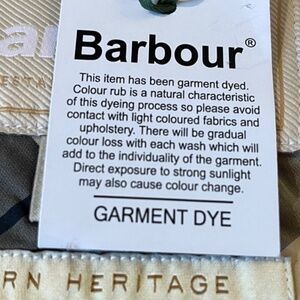 Barbour®
This item has been garment dyed.
Colour rub is a natural characteristic
of this dyeing process so please avoid
contact with light coloured fabrics and
upholstery. There will be gradual
colour loss with each wash which will
add to the individuality of the garment.
Direct exposure to strong sunlight
may also cause colour change.
GARMENT DYE
RN HERITAGE